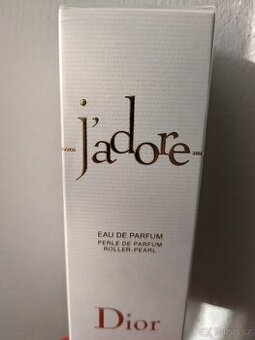 j'adore
EAU DE PARFUM
PERLE DE PARFUM
ROLLER-PEARL
Dior